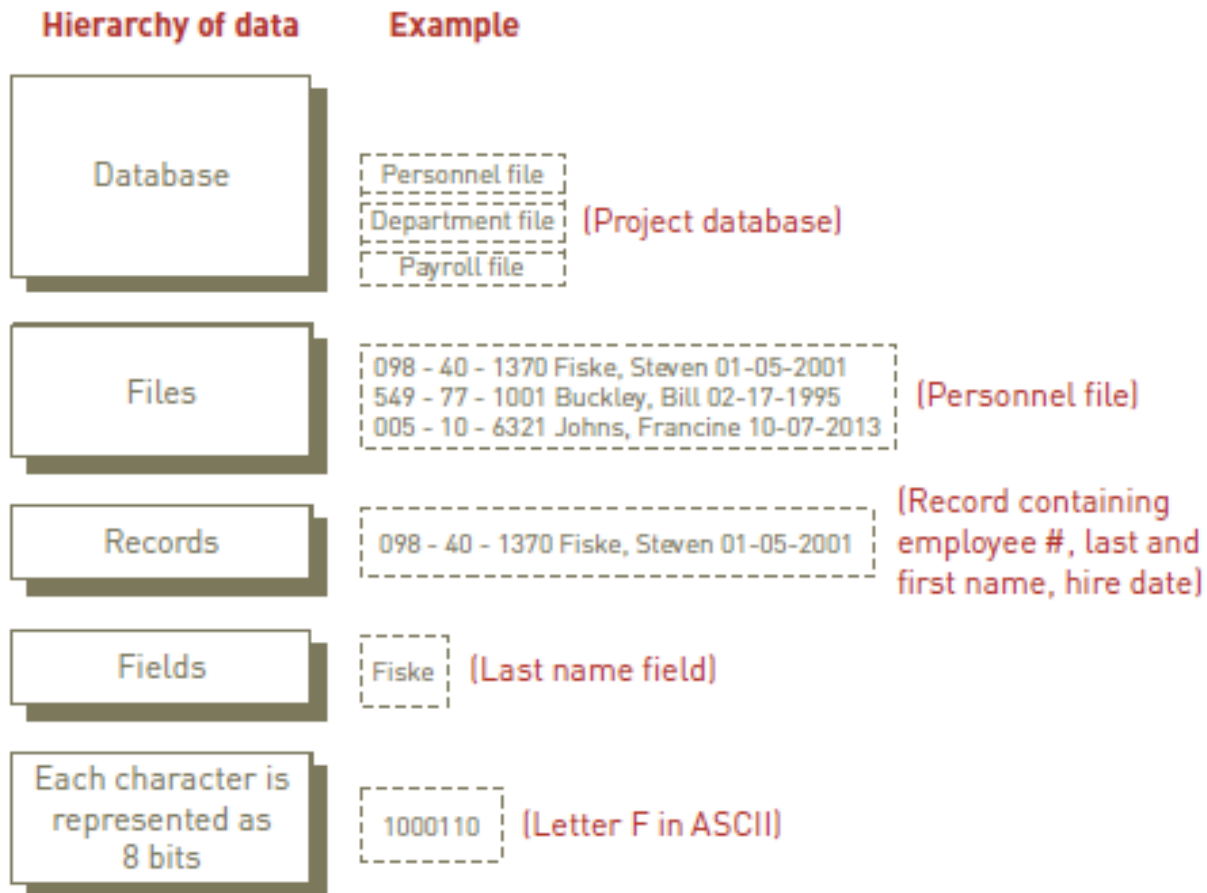 Hierarchy of data Example
Database
Personnel file
Department file
Payroll file
(Project database)
Files
098 - 40 - 1370 Fiske, Steven 01-05-2001
549 - 77 - 1001 Buckley, Bill 02-17-1995
005 - 10 - 6321 Johns, Francine 10-07-2013
(Personnel file)
Records
098 - 40 - 1370 Fiske, Steven 01-05-2001
(Record containing
employee #, last and
first name, hire date)
Fields
Fiske
(Last name field)
Each character is
represented as
8 bits
1000110
(Letter F in ASCII)